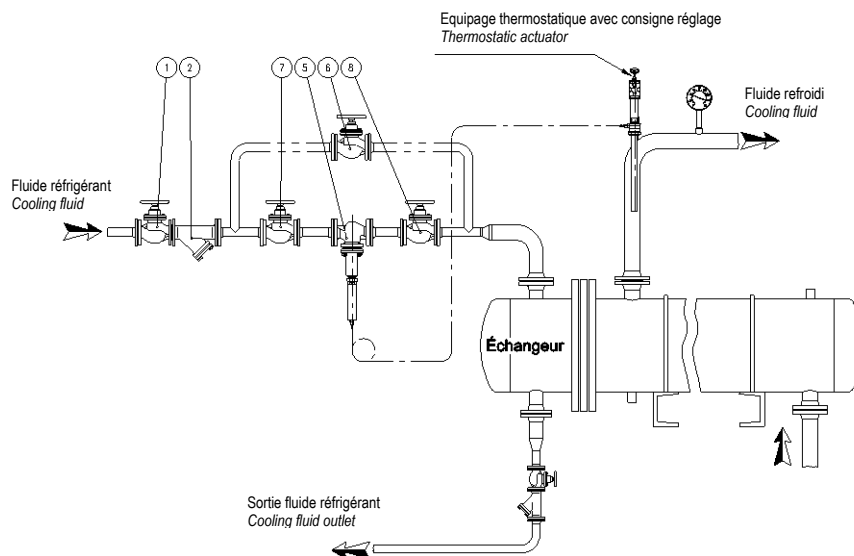 Equipage thermostatique avec consigne réglage
Thermostatic actuator
1
2
7
5
6
8
Fluide refroidi
Cooling fluid
Fluide réfrigérant
Cooling fluid
Échangeur
Sortie fluide réfrigérant
Cooling fluid outlet